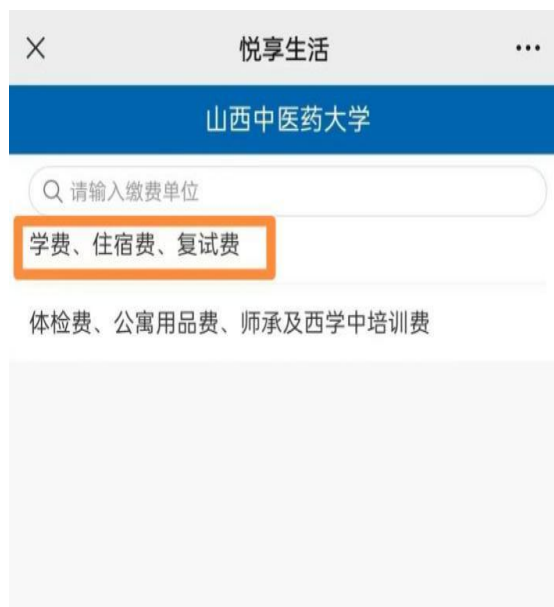 悦享生活
山西中医药大学
请输入缴费单位
学费、住宿费、复试费
体检费、公寓用品费、师承及西学中培训费